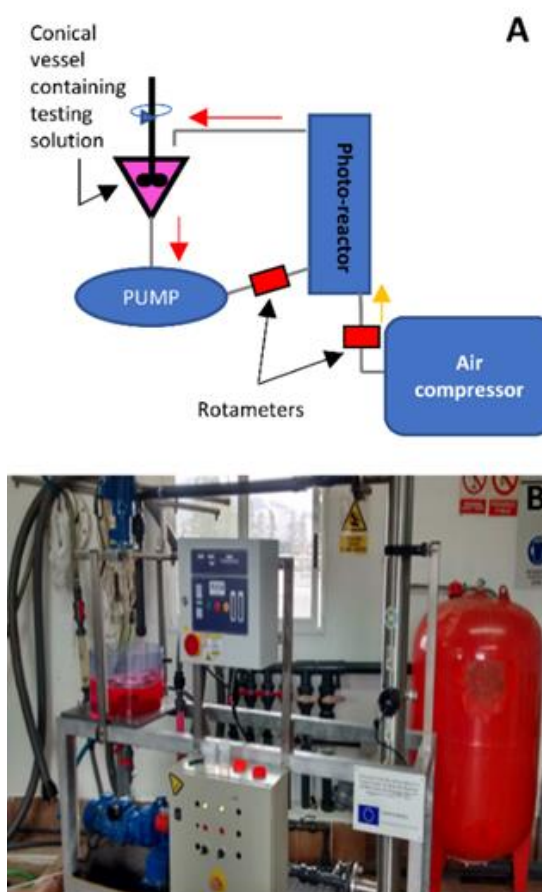 A
Conical
vessel
containing
testing
solution
Photo-reactor
PUMP
Air
compressor
Rotameters
B